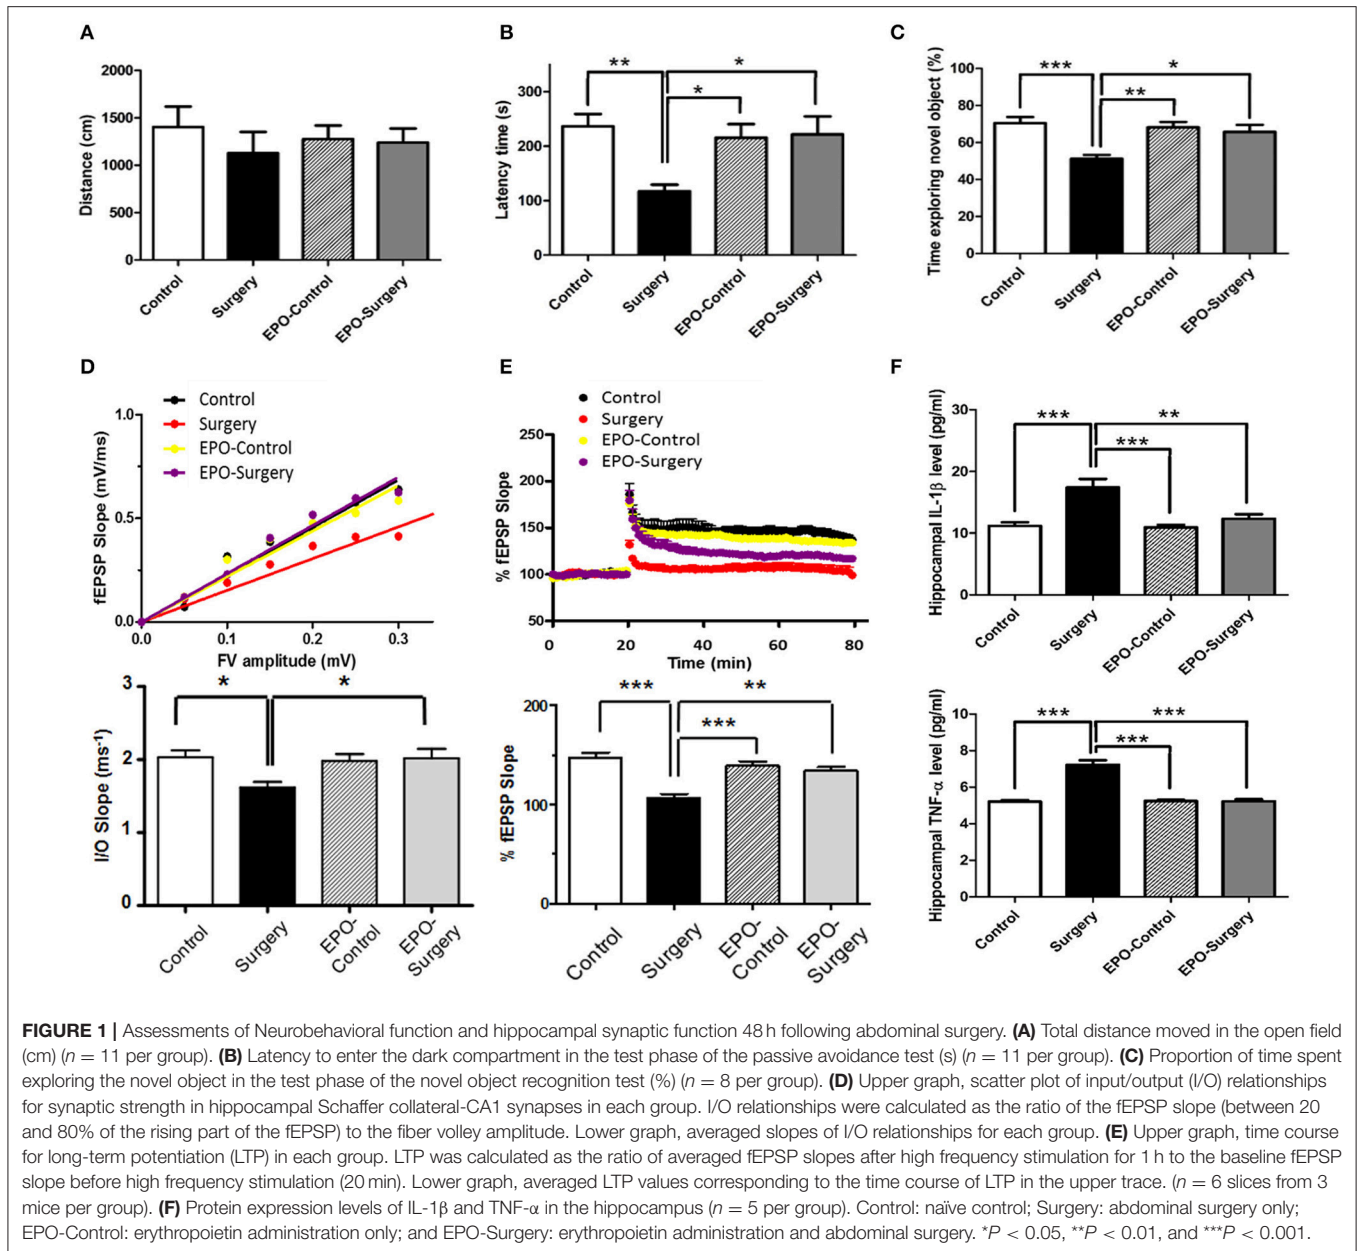 A
Distance (cm)
2000
1500
1000
500
0
Control
Surgery
EPO-Control
EPO-Surgery
B
Latency time (s)
300
200
100
0
** *
*
Control
Surgery
EPO-Control
EPO-Surgery
C
Time exploring novel object (%)
100
80
60
40
20
0
*** *
**
Control
Surgery
EPO-Control
EPO-Surgery
D
Control
Surgery
EPO-Control
EPO-Surgery
fEPSP Slope (mV/ms)
1.0
0.5
0.0
0.0 0.1 0.2 0.3
FV amplitude (mV)
I/O Slope (ms-1)
3
2
1
0
* *
Control
Surgery
EPO-
Control
EPO-
Surgery
E
Control
Surgery
EPO-Control
EPO-Surgery
% fEPSP Slope
250
200
150
100
50
0 20 40 60 80
Time (min)
% fEPSP Slope
200
100
0
*** **
***
Control
Surgery
EPO-
Control
EPO-
Surgery
F
Hippocampal IL-1β level (pg/ml)
30
20
10
0
*** **
***
Control
Surgery
EPO-Control
EPO-Surgery
Hippocampal TNF-α level (pg/ml)
10
8
6
4
2
0
*** ***
***
Control
Surgery
EPO-Control
EPO-Surgery
FIGURE 1 | Assessments of Neurobehavioral function and hippocampal synaptic function 48 h following abdominal surgery. (A) Total distance moved in the open field
(cm) (n = 11 per group). (B) Latency to enter the dark compartment in the test phase of the passive avoidance test (s) (n = 11 per group). (C) Proportion of time spent
exploring the novel object in the test phase of the novel object recognition test (%) (n = 8 per group). (D) Upper graph, scatter plot of input/output (I/O) relationships
for synaptic strength in hippocampal Schaffer collateral-CA1 synapses in each group. I/O relationships were calculated as the ratio of the fEPSP slope (between 20
and 80% of the rising part of the fEPSP) to the fiber volley amplitude. Lower graph, averaged slopes of I/O relationships for each group. (E) Upper graph, time course
for long-term potentiation (LTP) in each group. LTP was calculated as the ratio of averaged fEPSP slopes after high frequency stimulation for 1 h to the baseline fEPSP
slope before high frequency stimulation (20 min). Lower graph, averaged LTP values corresponding to the time course of LTP in the upper trace. (n = 6 slices from 3
mice per group). (F) Protein expression levels of IL-1β and TNF-α in the hippocampus (n = 5 per group). Control: naïve control; Surgery: abdominal surgery only;
EPO-Control: erythropoietin administration only; and EPO-Surgery: erythropoietin administration and abdominal surgery. *P < 0.05, **P < 0.01, and ***P < 0.001.